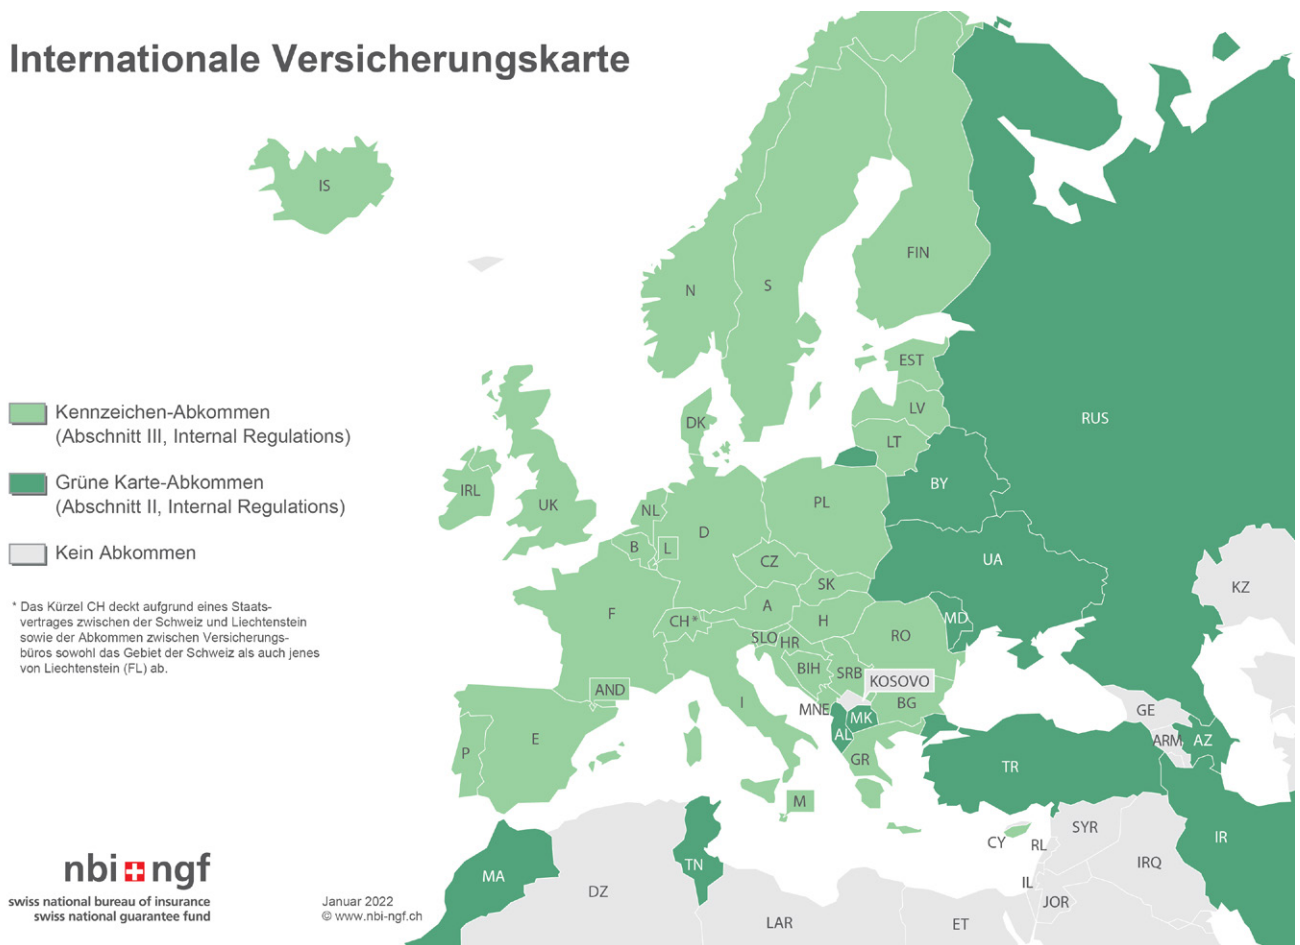 Internationale Versicherungskarte
IS
FIN
N
S
EST
Kennzeichen-Abkommen
(Abschnitt III, Internal Regulations)
LV
DK
RUS
LT
Grüne Karte-Abkommen
(Abschnitt II, Internal Regulations)
IRL
UK
NL
PL
BY
Kein Abkommen
B
L
D
CZ
UA
SK
KZ
* Das Kürzel CH deckt aufgrund eines Staats-
vertrages zwischen der Schweiz und Liechtenstein
sowie der Abkommen zwischen Versicherungs-
büros sowohl das Gebiet der Schweiz als auch jenes
von Liechtenstein (FL) ab.
F
CH*
A
H
MD
SLO
HR
RO
BIH
SRB
KOSOVO
AND
I
MNE
BG
GE
MK
AL
ARM
AZ
P
E
GR
TR
M
CY
RL
SYR
IR
nbi ngf
swiss national bureau of insurance
swiss national guarantee fund
Januar 2022
© www.nbi-ngf.ch
MA
DZ
TN
IL
JOR
IRQ
LAR
ET